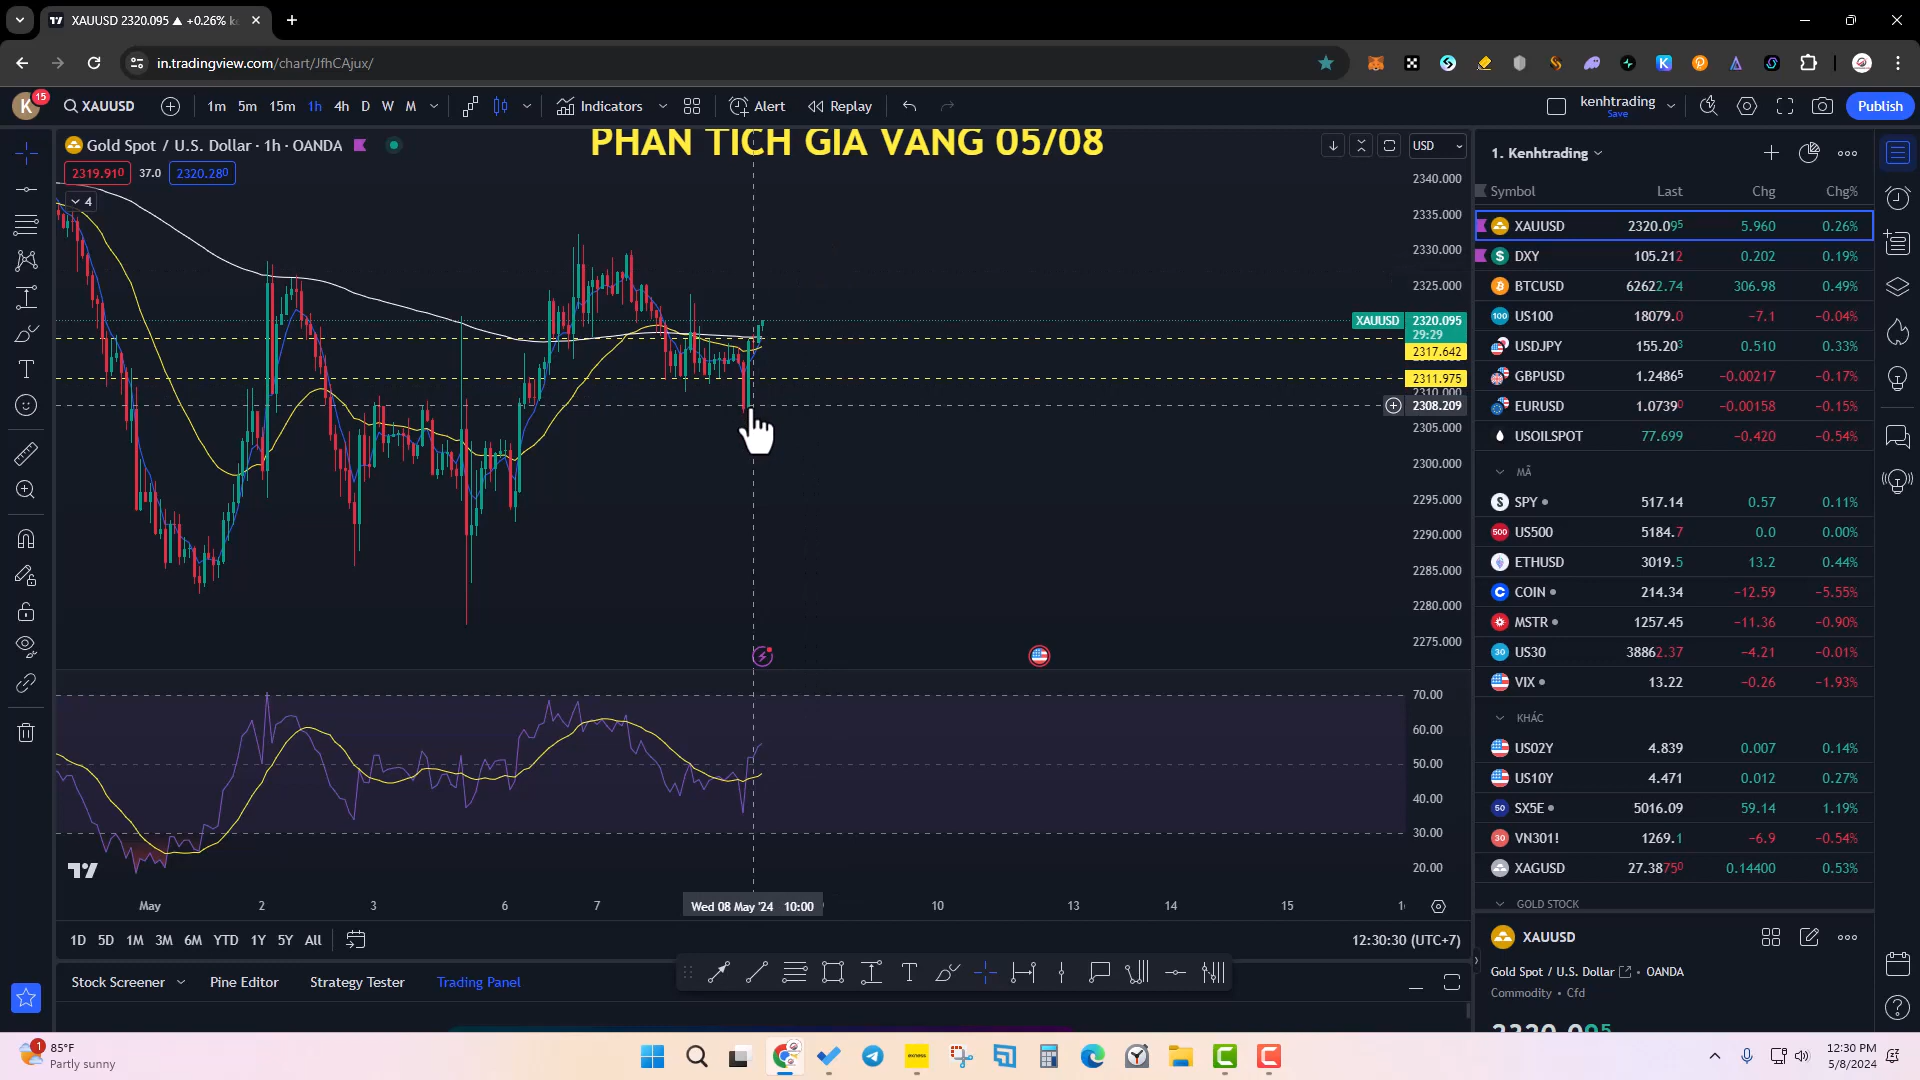 XAUUSD 2320.095 ▲ +0.26% ke
in.tradingview.com/chart/JfhCAjux/
K 15 XAUUSD 1m 5m 15m 1h 4h D W M Indicators Alert Replay kenhtrading Save Publish
PHÂN TÍCH GIÁ VÀNG 05/08
Gold Spot / U.S. Dollar · 1h · OANDA
USD
2319.910 37.0 2320.280
4
2340.000
2335.000
2330.000
2325.000
XAUUSD 2320.095
29:29
2317.642
2311.975
2310.000
2308.209
2305.000
2300.000
2295.000
2290.000
2285.000
2280.000
2275.000
70.00
60.00
50.00
40.00
30.00
20.00
May 2 3 6 7 Wed 08 May '24 10:00 10 13 14 15
1D 5D 1M 3M 6M YTD 1Y 5Y All
12:30:30 (UTC+7)
Stock Screener Pine Editor Strategy Tester Trading Panel
1. Kenhtrading
Symbol Last Chg Chg%
XAUUSD 2320.095 5.960 0.26%
DXY 105.212 0.202 0.19%
BTCUSD 62622.74 306.98 0.49%
US100 18079.0 −7.1 −0.04%
USDJPY 155.203 0.510 0.33%
GBPUSD 1.24865 −0.00217 −0.17%
EURUSD 1.07390 −0.00158 −0.15%
USOILSPOT 77.699 −0.420 −0.54%
MÃ
SPY 517.14 0.57 0.11%
US500 5184.7 0.0 0.00%
ETHUSD 3019.5 13.2 0.44%
COIN 214.34 −12.59 −5.55%
MSTR 1257.45 −11.36 −0.90%
US30 38862.37 −4.21 −0.01%
VIX 13.22 −0.26 −1.93%
KHÁC
US02Y 4.839 0.007 0.14%
US10Y 4.471 0.012 0.27%
SX5E 5016.09 59.14 1.19%
VN301! 1269.1 −6.9 −0.54%
XAGUSD 27.38750 0.14400 0.53%
GOLD STOCK
XAUUSD
Gold Spot / U.S. Dollar • OANDA
Commodity • Cfd
2320.095
1 85°F
Partly sunny
12:30 PM
5/8/2024